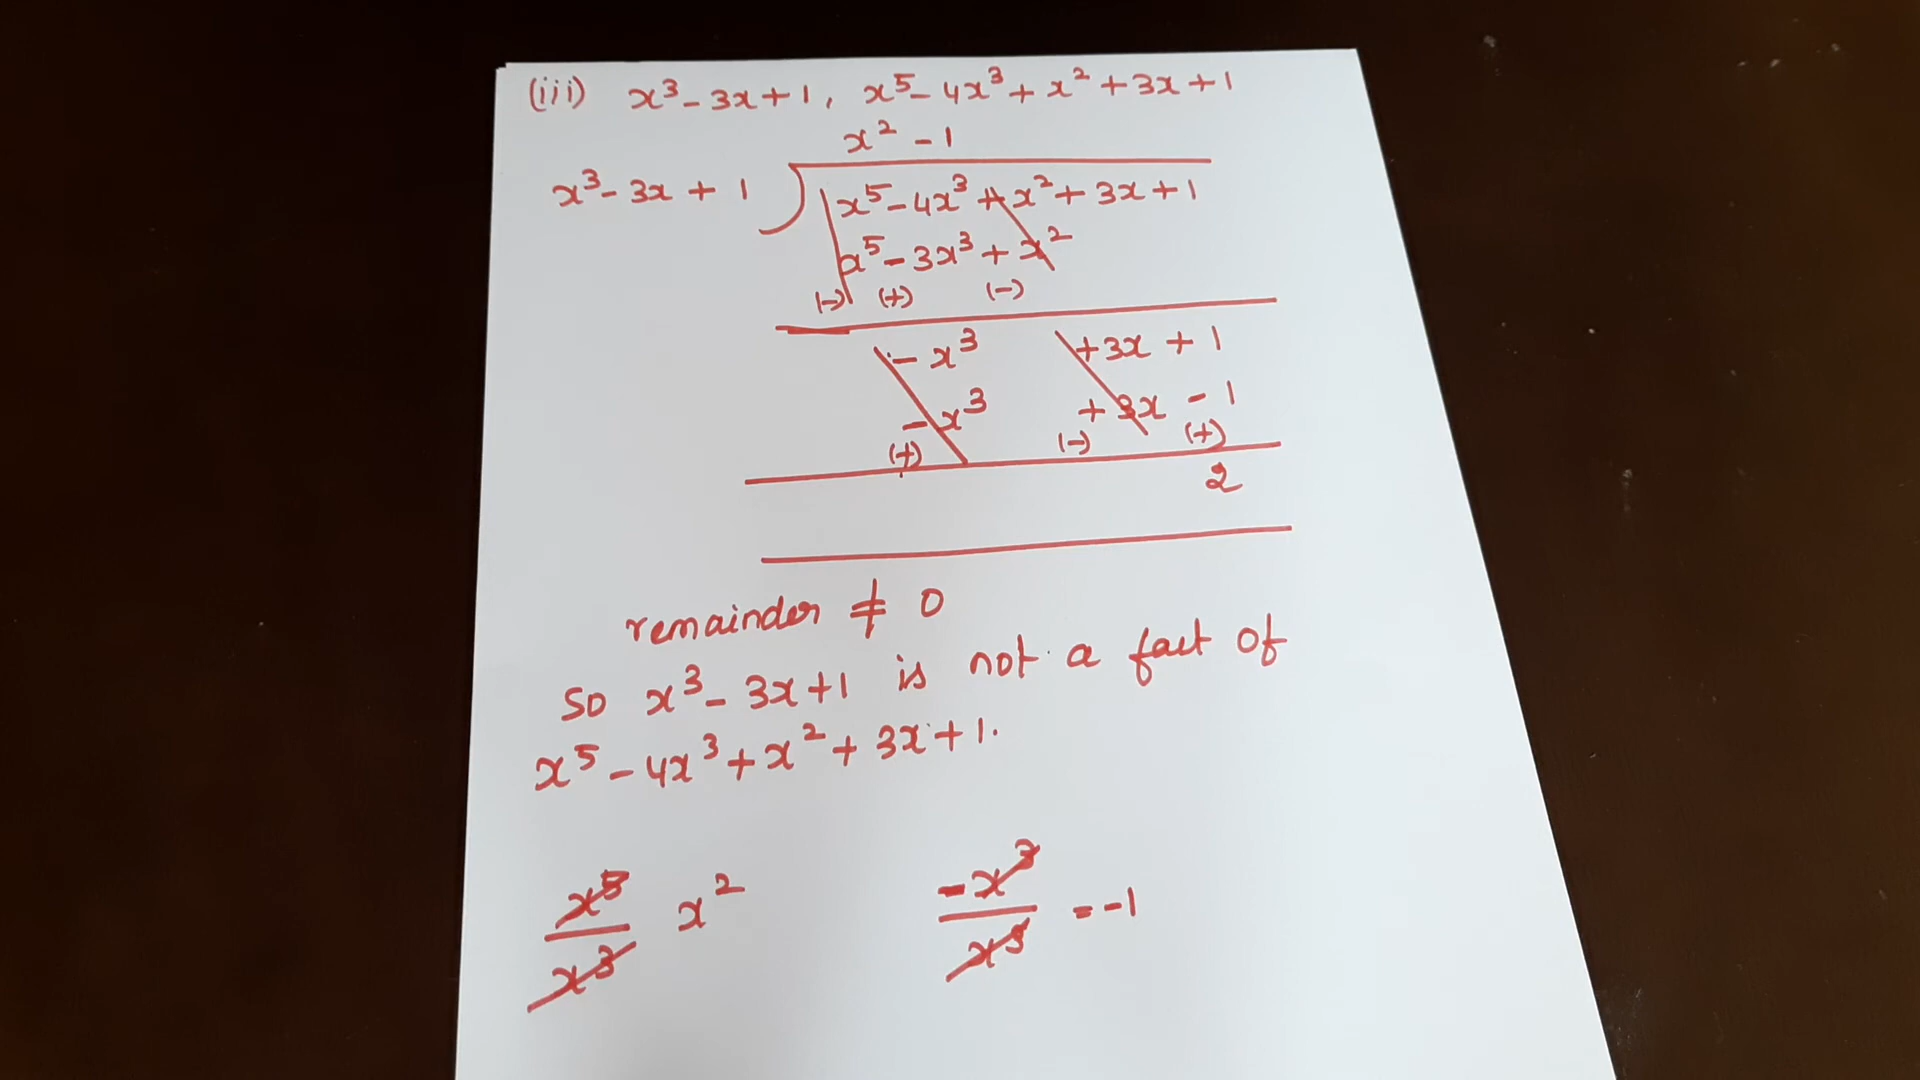 (iii) x³ - 3x + 1, x⁵ - 4x³ + x² + 3x + 1
x² - 1
x³ - 3x + 1 ) x⁵ - 4x³ + x² + 3x + 1
x⁵ - 3x³ + x²
(-) (+) (-)
- x³ + 3x + 1
- x³ + 3x - 1
(+) (-) (+)
2
remainder ≠ 0
So x³ - 3x + 1 is not a fact of
x⁵ - 4x³ + x² + 3x + 1.
x⁵/x³ x² -x³/x³ = -1